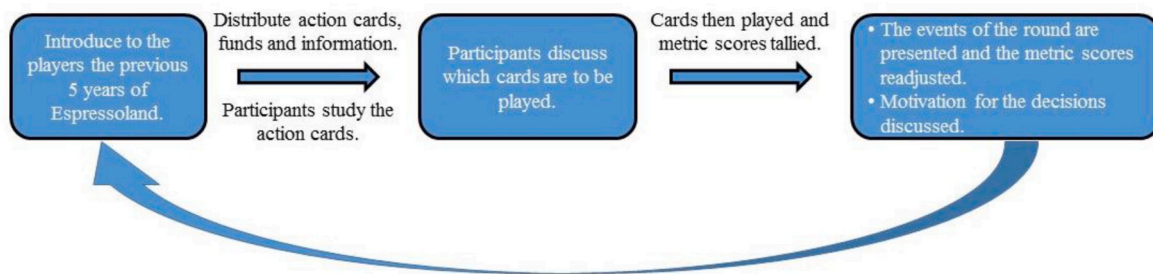 Introduce to the
players the previous
5 years of
Espressoland.
Distribute action cards,
funds and information.
Participants study the
action cards.
Participants discuss
which cards are to be
played.
Cards then played and
metric scores tallied.
• The events of the round are
presented and the metric scores
readjusted.
• Motivation for the decisions
discussed.